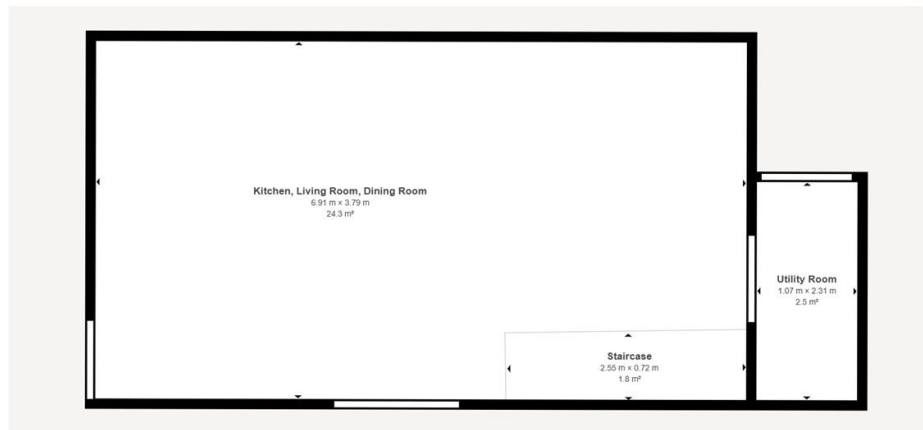 Kitchen, Living Room, Dining Room
6.91 m × 3.79 m
24.3 m²
Utility Room
1.07 m × 2.31 m
2.5 m²
Staircase
2.55 m × 0.72 m
1.8 m²